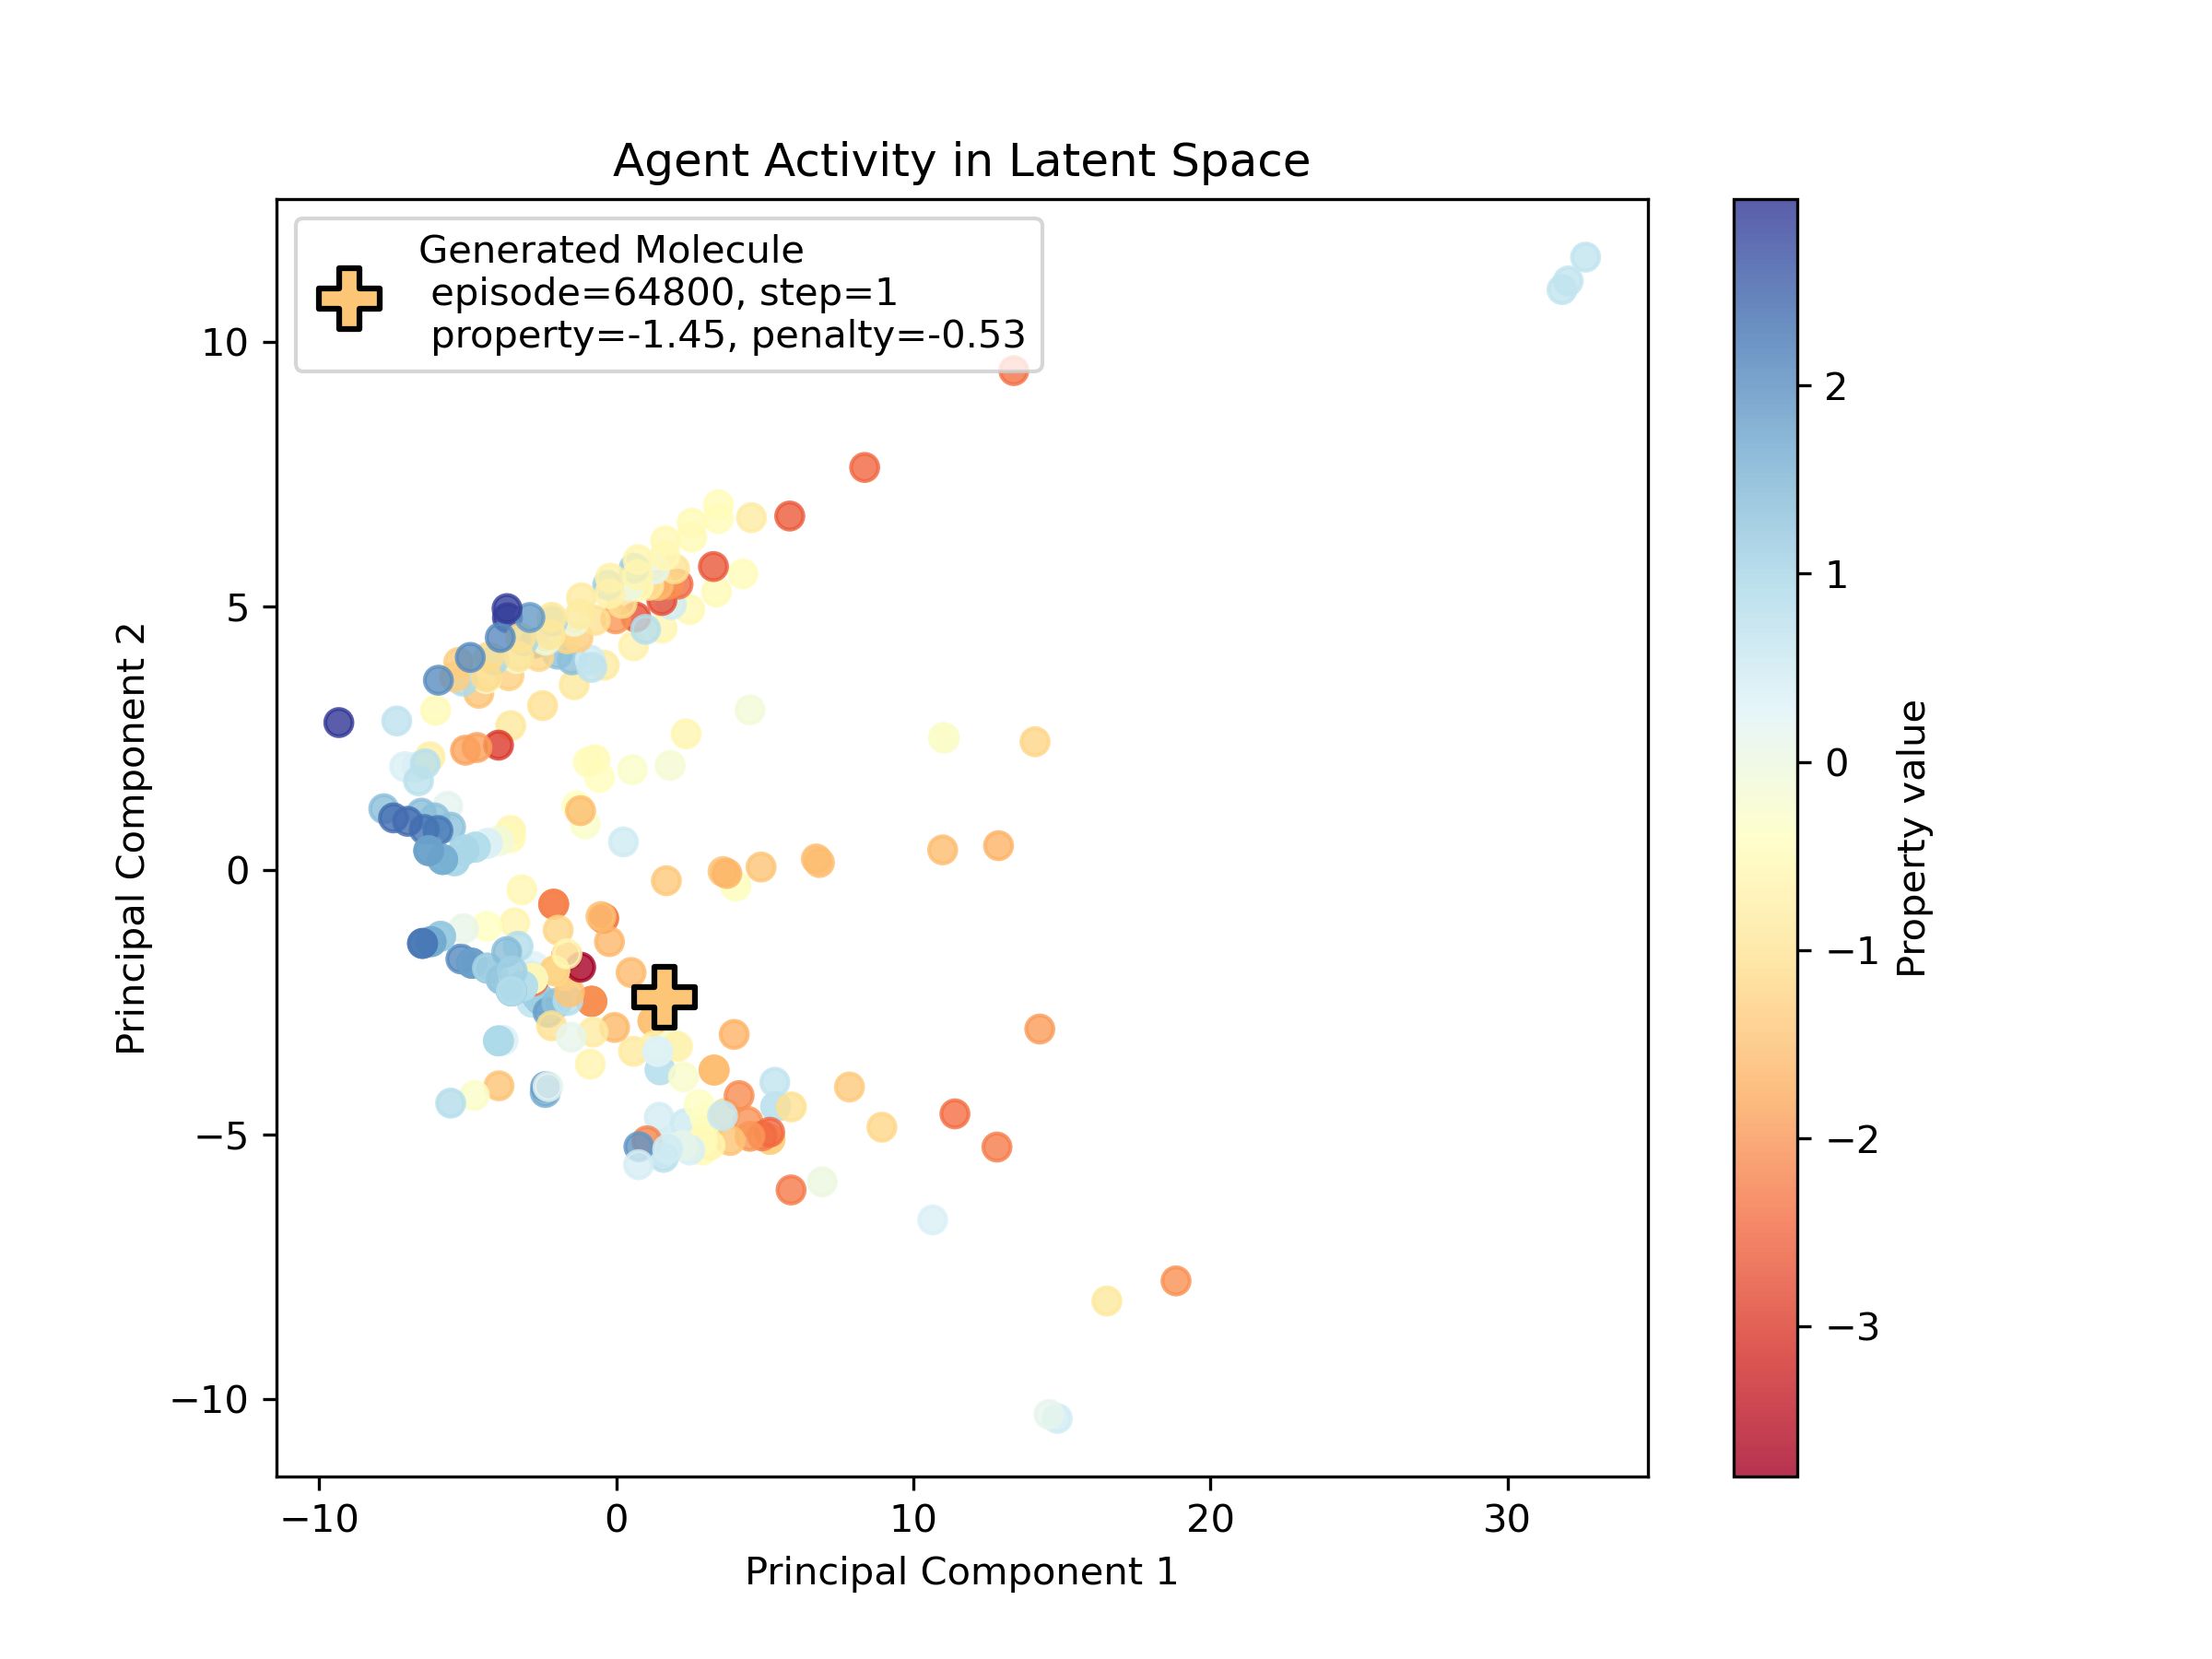 Agent Activity in Latent Space
Generated Molecule
episode=64800, step=1
property=-1.45, penalty=-0.53
10
5
0
−5
−10
Principal Component 2
−10
0
10
20
30
Principal Component 1
2
1
0
−1
−2
−3
Property value